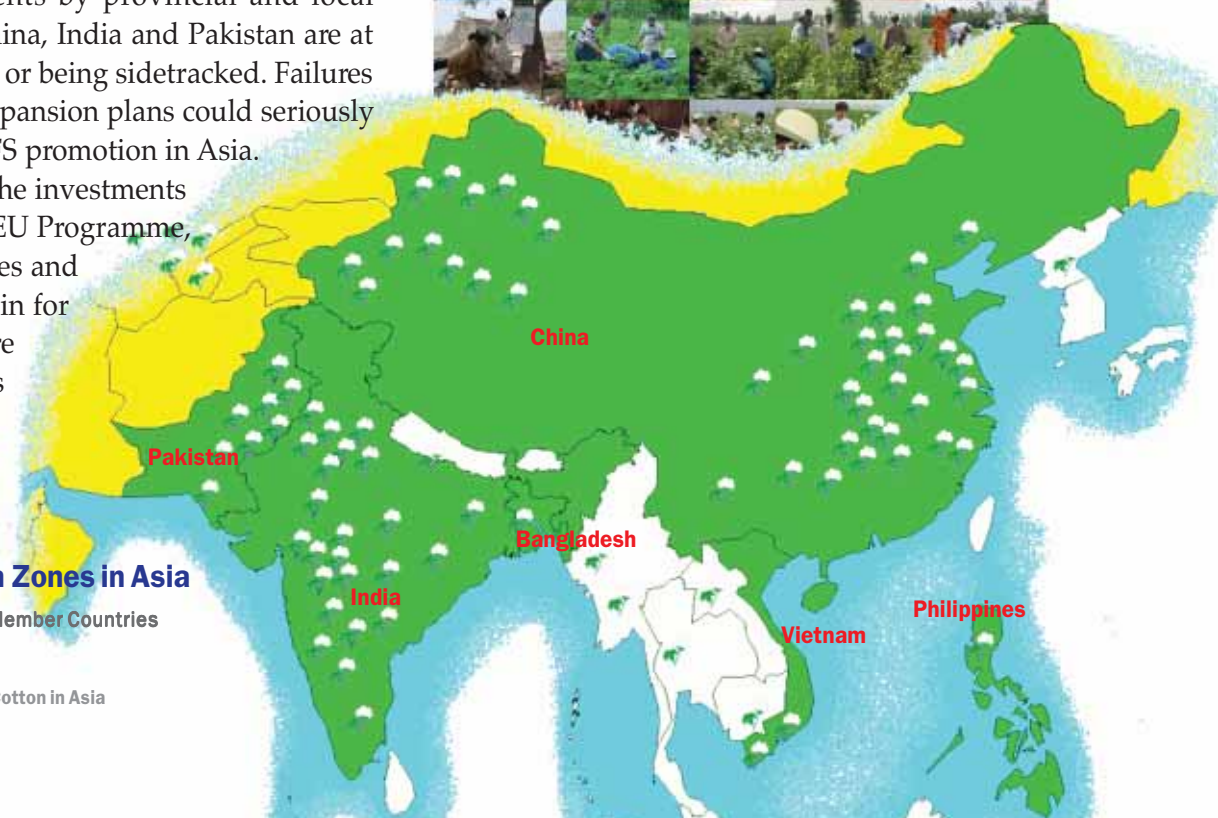 ents by provincial and local
ina, India and Pakistan are at
or being sidetracked. Failures
pansion plans could seriously
S promotion in Asia.
he investments
EU Programme,
es and
in for
re
s
China
Pakistan
Bangladesh
Zones in Asia
India
Philippines
ember Countries
Vietnam
otton in Asia